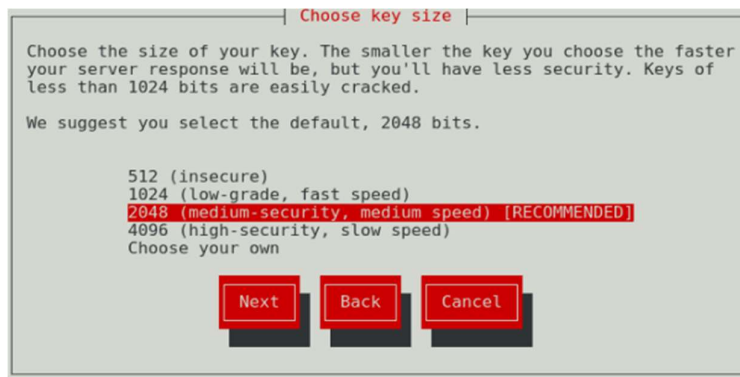 Choose key size
Choose the size of your key. The smaller the key you choose the faster
your server response will be, but you'll have less security. Keys of
less than 1024 bits are easily cracked.
We suggest you select the default, 2048 bits.
512 (insecure)
1024 (low-grade, fast speed)
2048 (medium-security, medium speed) [RECOMMENDED]
4096 (high-security, slow speed)
Choose your own
Next Back Cancel